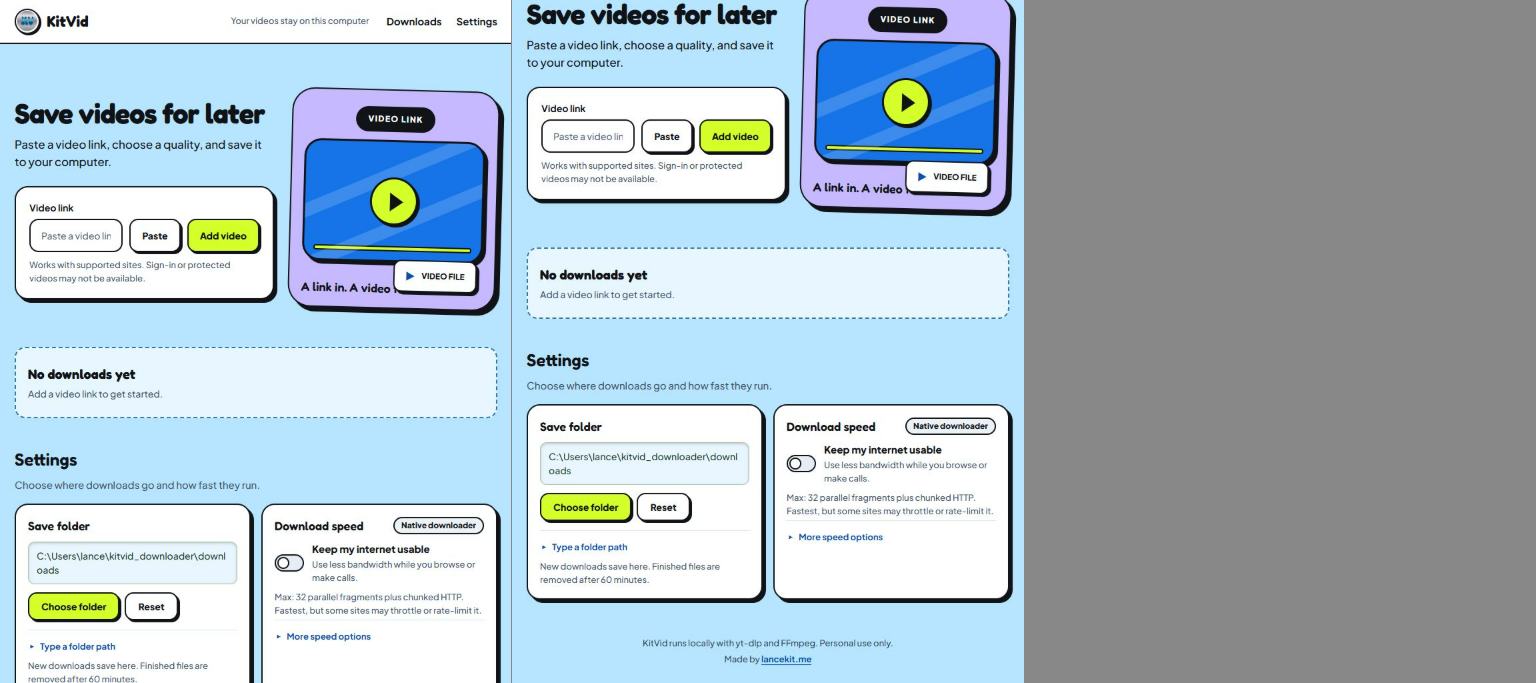 KitVid
Your videos stay on this computer
Downloads
Settings
Save videos for later
Paste a video link, choose a quality, and save it
to your computer.
Video link
Paste a video lin
Paste
Add video
Works with supported sites. Sign-in or protected
videos may not be available.
VIDEO LINK
VIDEO FILE
A link in. A video
No downloads yet
Add a video link to get started.
Settings
Choose where downloads go and how fast they run.
Save folder
C:\Users\lance\kitvid_downloader\downl
oads
Choose folder
Reset
Type a folder path
New downloads save here. Finished files are
removed after 60 minutes.
Download speed
Native downloader
Keep my internet usable
Use less bandwidth while you browse or
make calls.
Max: 32 parallel fragments plus chunked HTTP.
Fastest, but some sites may throttle or rate-limit it.
More speed options
Save videos for later
Paste a video link, choose a quality, and save it
to your computer.
Video link
Paste a video lin
Paste
Add video
Works with supported sites. Sign-in or protected
videos may not be available.
VIDEO LINK
VIDEO FILE
A link in. A video
No downloads yet
Add a video link to get started.
Settings
Choose where downloads go and how fast they run.
Save folder
C:\Users\lance\kitvid_downloader\downl
oads
Choose folder
Reset
Type a folder path
New downloads save here. Finished files are
removed after 60 minutes.
Download speed
Native downloader
Keep my internet usable
Use less bandwidth while you browse or
make calls.
Max: 32 parallel fragments plus chunked HTTP.
Fastest, but some sites may throttle or rate-limit it.
More speed options
KitVid runs locally with yt-dlp and FFmpeg. Personal use only.
Made by lancekit.me